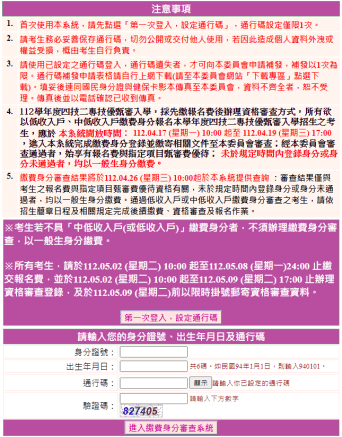 注意事項
1. 首次使用本系統，請先點選「第一次登入，設定通行碼」，通行碼設定僅限1次。
2. 請考生務必妥善保存通行碼，切勿公開或交付他人使用，若因此造成個人資料外洩或
權益受損，概由考生自行負責。
3. 請使用已設定之通行碼登入，通行碼遺失者，才可向本委員會申請補發，補發以1次為
限。通行碼補發申請表格請自行上網下載(請至本委員會網站「下載專區」點選下
載)。填妥後連同國民身分證與健保卡影本傳真至本委員會，資料不齊全者，恕不受
理。傳真後並以電話確認已收到傳真。
4. 112學年度四技二專技優甄審入學，採先繳報名費後辦理資格審查方式，所有欲
以低收入戶、中低收入戶繳費身分報名本學年度四技二專技優甄審入學招生之考
生，應於 本系統開放時間： 112.04.17 (星期一) 10:00 起至 112.04.19 (星期三) 17:00
，進入本系統完成繳費身分登錄並繳寄相關文件至本委員會審查；經本委員會審
查通過者，始享有報名費與指定項目甄審費優待； 未於規定時間內登錄身分或身分
未通過者，均以一般生身分繳費。
5. 繳費身分審查結果將於112.04.26 (星期三) 10:00起於本系統提供查詢 ；審查結果僅與
考生之報名費與指定項目甄審費優待資格有關，未於規定時間內登錄身分或身分未通
過者，均以一般生身分繳費。通過低收入戶或中低收入戶繳費身分審查之考生，請依
招生簡章日程及相關規定完成後續繳費、資格審查及報名作業。
※考生若不具「中低收入戶(或低收入戶)」繳費身分者，不須辦理繳費身分審
查，以一般生身分繳費。
※所有考生，請於112.05.02 (星期二) 10:00 起至112.05.08 (星期一)24:00 止繳
交報名費，並於112.05.02 (星期二) 10:00 起至112.05.09 (星期二) 17:00 止辦理
資格審查登錄，及於112.05.09 (星期二)前以限時掛號郵寄資格審查資料。
第一次登入，設定通行碼
請輸入您的身分證號、出生年月日及通行碼
身分證號：
出生年月日： 共6碼，如民國94年1月1日，則輸入940101。
通行碼： 顯示 請輸入您已設定的通行碼
驗證碼： 請輸入下方數字
827405
進入繳費身分審查系統